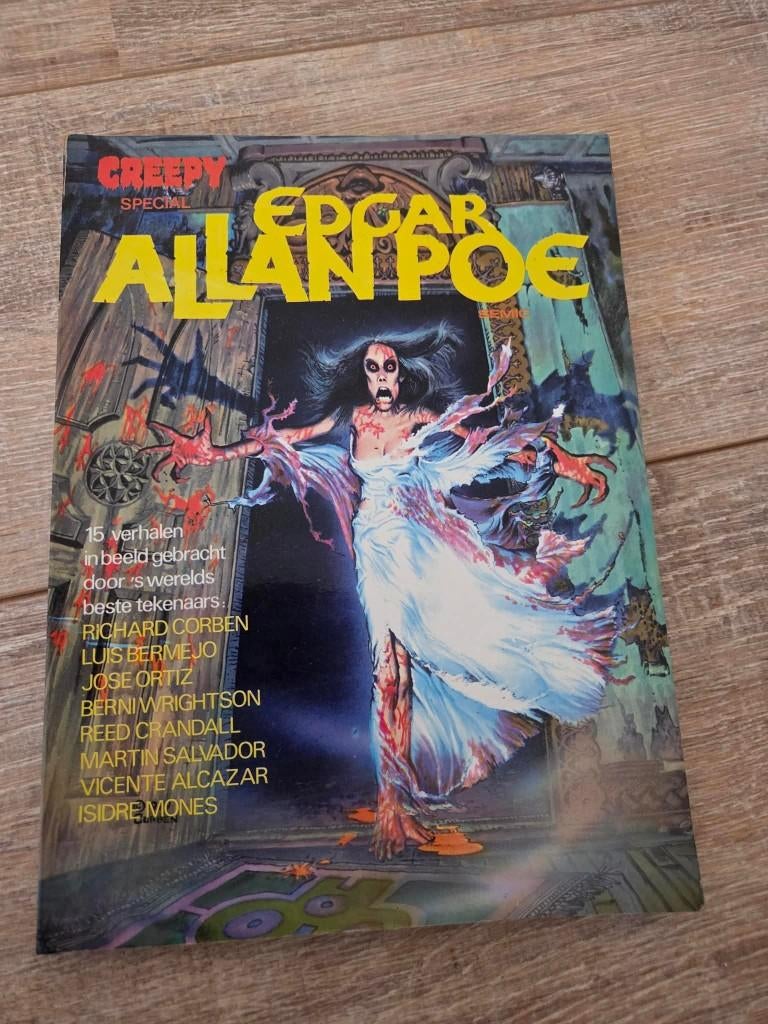 CREEPY
SPECIAL
EDGAR
ALLAN POE
SEMIC
15 verhalen
in beeld gebracht
door 's werelds
beste tekenaars:
RICHARD CORBEN
LUIS BERMEJO
JOSE ORTIZ
BERNI WRIGHTSON
REED CRANDALL
MARTIN SALVADOR
VICENTE ALCAZAR
ISIDRE MONES
CORBEN